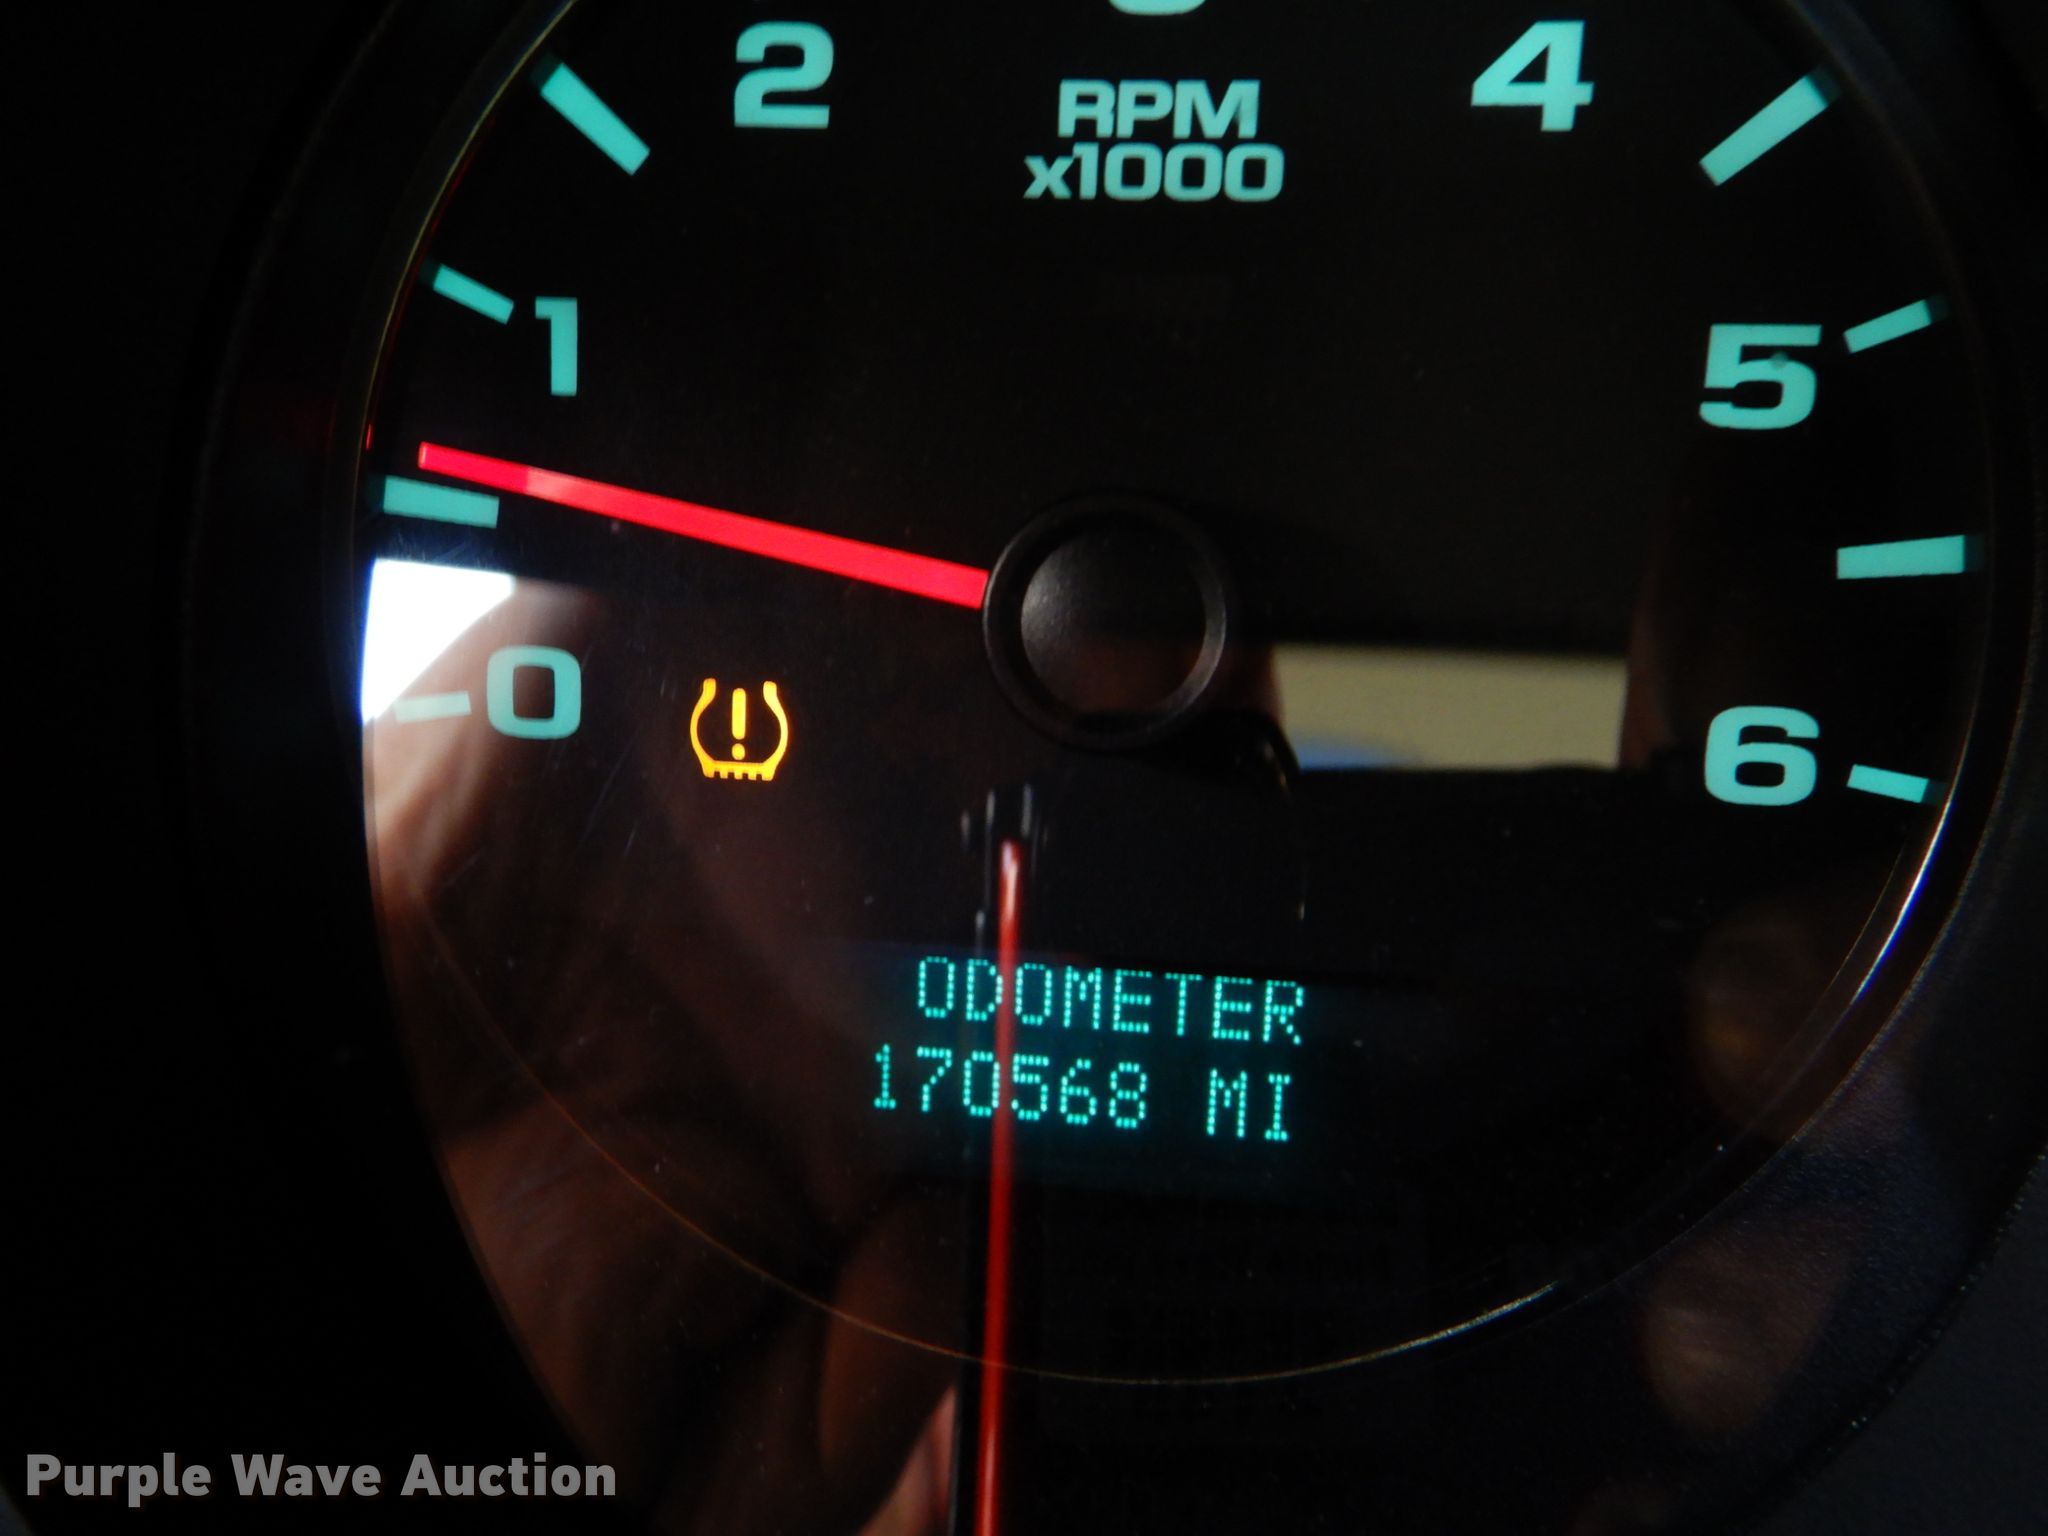 2
4
RPM
x1000
1
5
0
6
ODOMETER
170568 MI
Purple Wave Auction